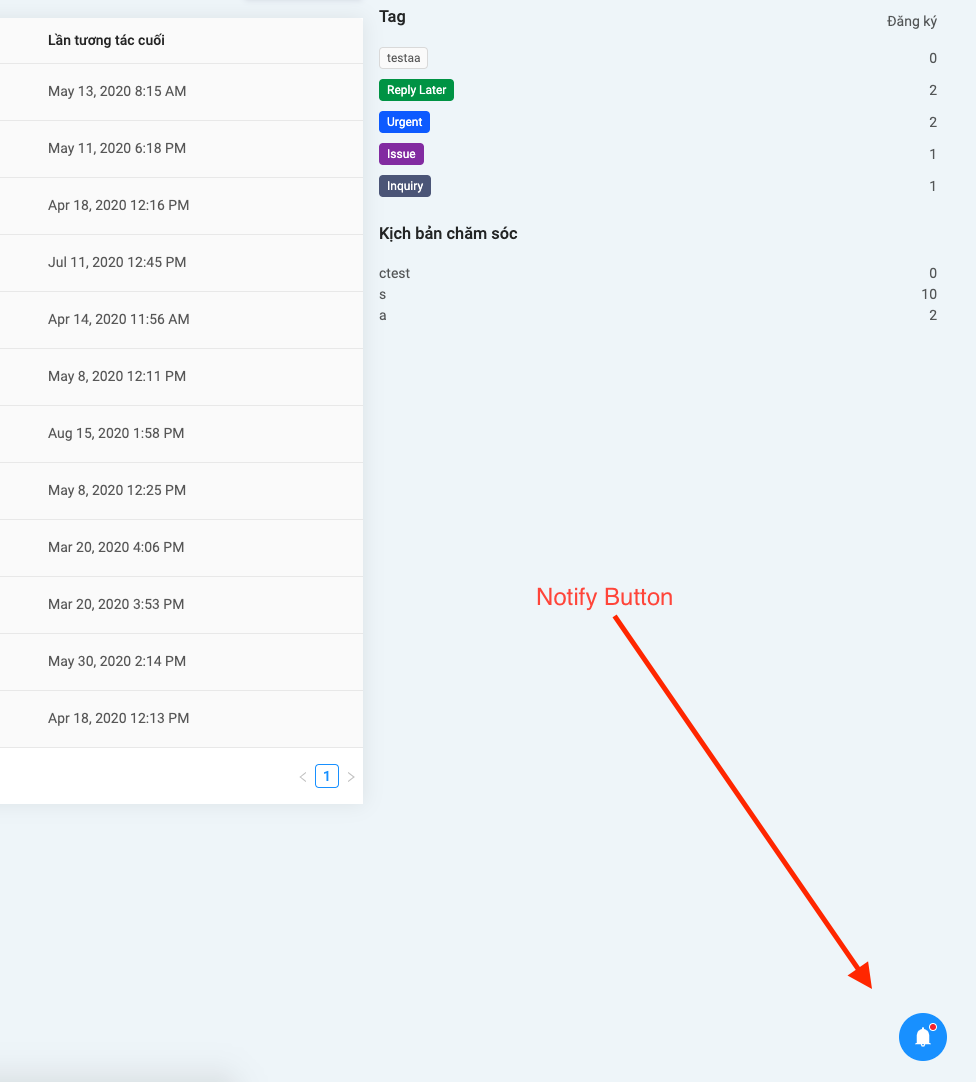 Lần tương tác cuối
May 13, 2020 8:15 AM
May 11, 2020 6:18 PM
Apr 18, 2020 12:16 PM
Jul 11, 2020 12:45 PM
Apr 14, 2020 11:56 AM
May 8, 2020 12:11 PM
Aug 15, 2020 1:58 PM
May 8, 2020 12:25 PM
Mar 20, 2020 4:06 PM
Mar 20, 2020 3:53 PM
May 30, 2020 2:14 PM
Apr 18, 2020 12:13 PM
< 1 >
Tag Đăng ký
testaa 0
Reply Later 2
Urgent 2
Issue 1
Inquiry 1
Kịch bản chăm sóc
ctest 0
s 10
a 2
Notify Button